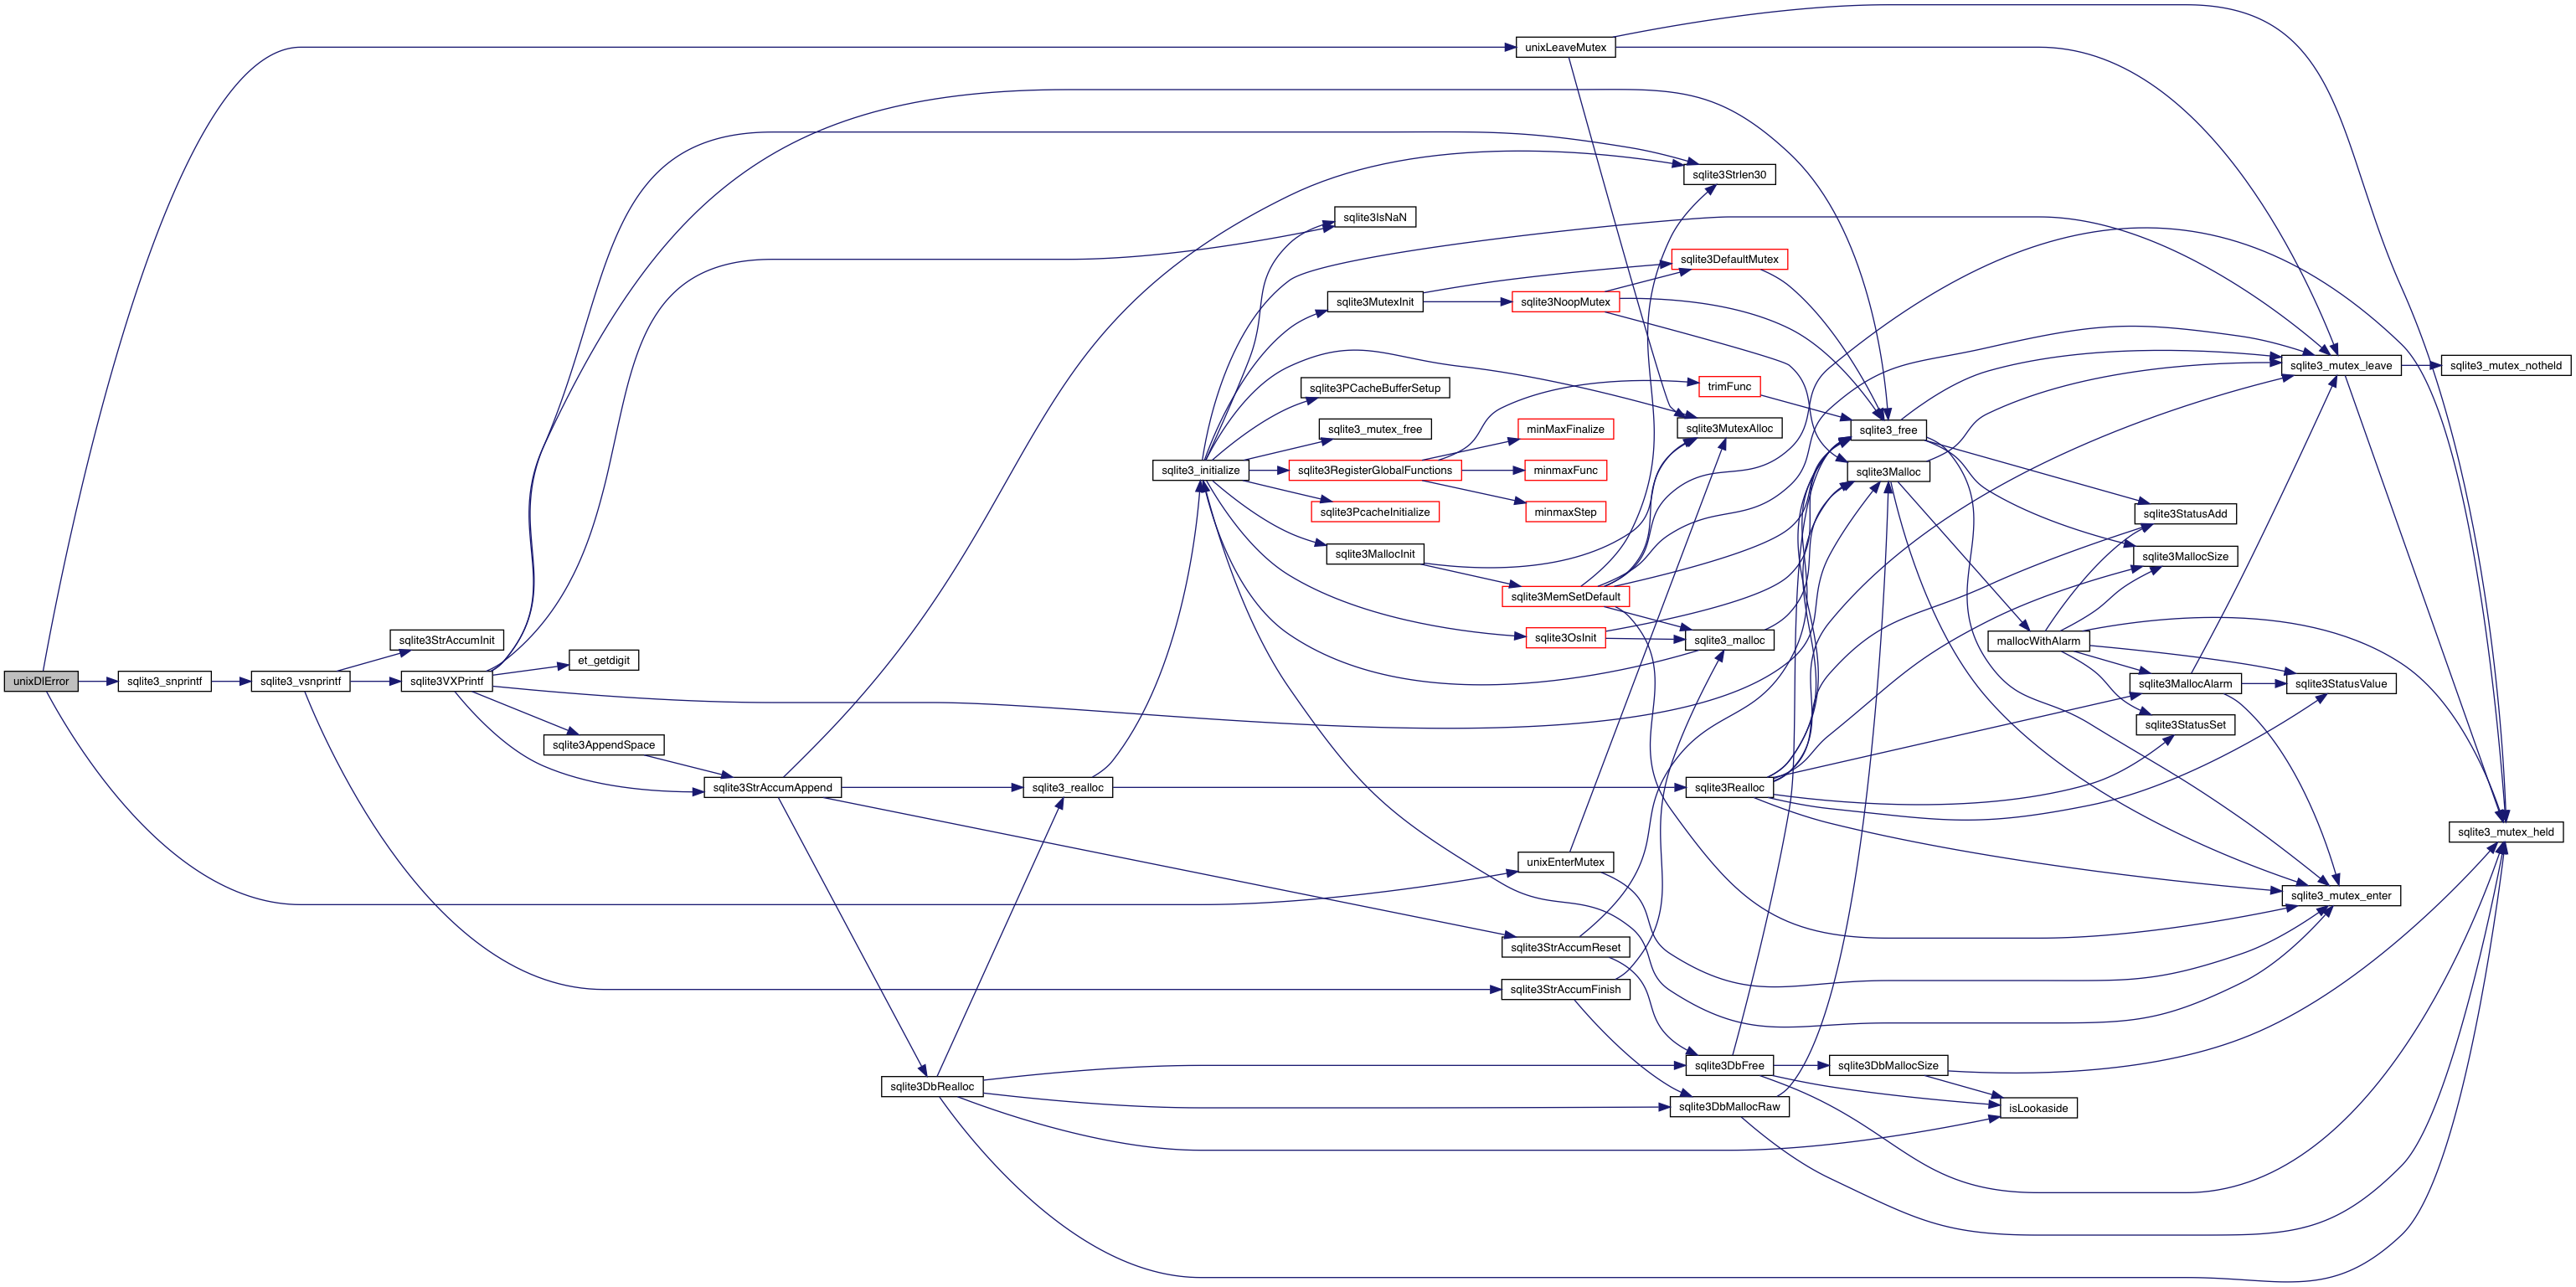 unixLeaveMutex
sqlite3Strlen30
sqlite3IsNaN
sqlite3DefaultMutex
sqlite3MutexInit
sqlite3NoopMutex
sqlite3_mutex_leave
sqlite3_mutex_notheld
sqlite3PCacheBufferSetup
trimFunc
sqlite3_mutex_free
minMaxFinalize
sqlite3MutexAlloc
sqlite3_free
sqlite3_initialize
sqlite3RegisterGlobalFunctions
minmaxFunc
sqlite3Malloc
sqlite3PcacheInitialize
minmaxStep
sqlite3StatusAdd
sqlite3MallocInit
sqlite3MallocSize
sqlite3MemSetDefault
sqlite3StrAccumInit
sqlite3OsInit
sqlite3_malloc
mallocWithAlarm
et_getdigit
unixDlError
sqlite3_snprintf
sqlite3_vsnprintf
sqlite3VXPrintf
sqlite3MallocAlarm
sqlite3StatusValue
sqlite3StatusSet
sqlite3AppendSpace
sqlite3StrAccumAppend
sqlite3_realloc
sqlite3Realloc
sqlite3_mutex_held
unixEnterMutex
sqlite3_mutex_enter
sqlite3StrAccumReset
sqlite3StrAccumFinish
sqlite3DbFree
sqlite3DbMallocSize
sqlite3DbRealloc
sqlite3DbMallocRaw
isLookaside